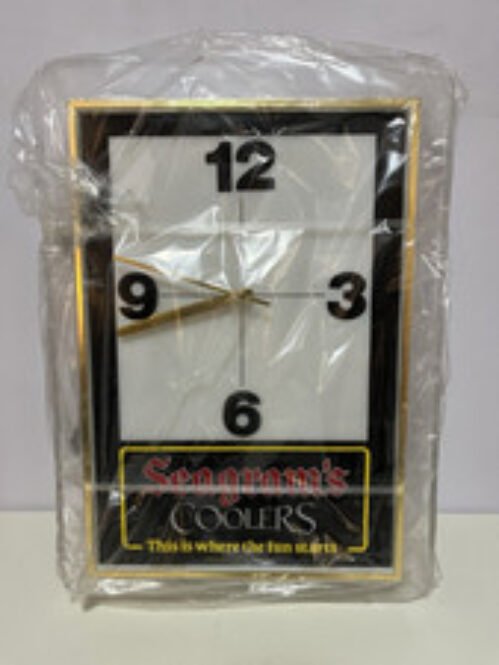 12
9 3
6
Seagram's
COOLERS
This is where the fun starts